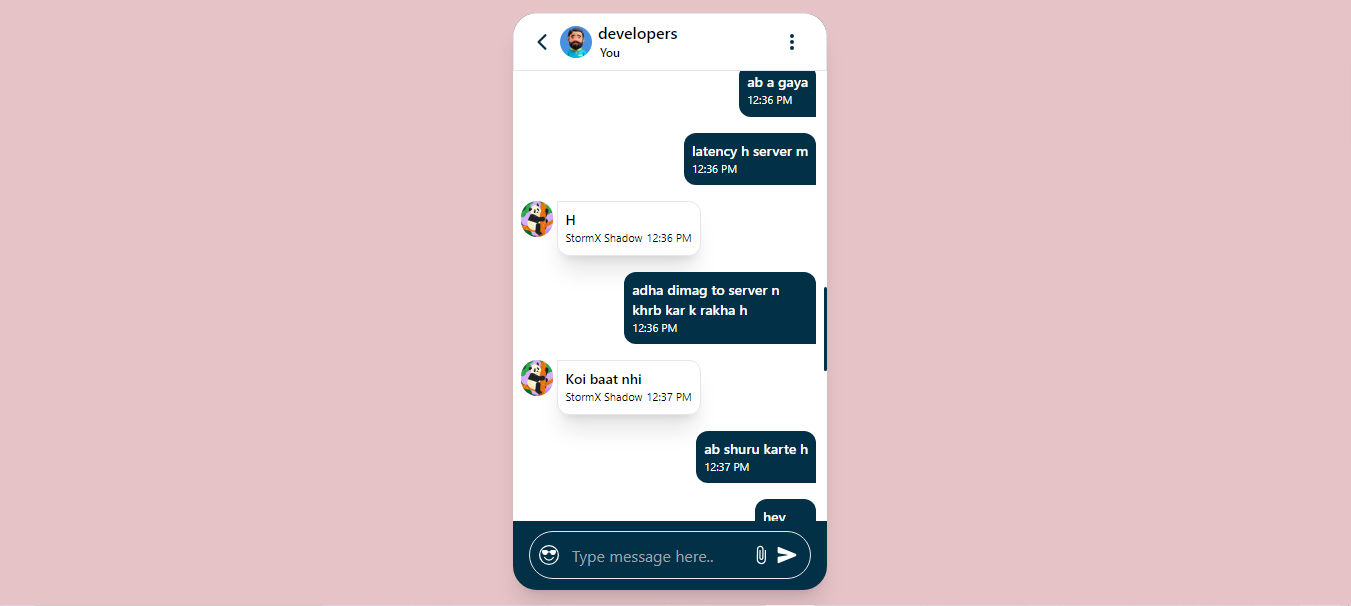 developers
You
ab a gaya
12:36 PM
latency h server m
12:36 PM
H
StormX Shadow 12:36 PM
adha dimag to server n
khrb kar k rakha h
12:36 PM
Koi baat nhi
StormX Shadow 12:37 PM
ab shuru karte h
12:37 PM
hey
Type message here..